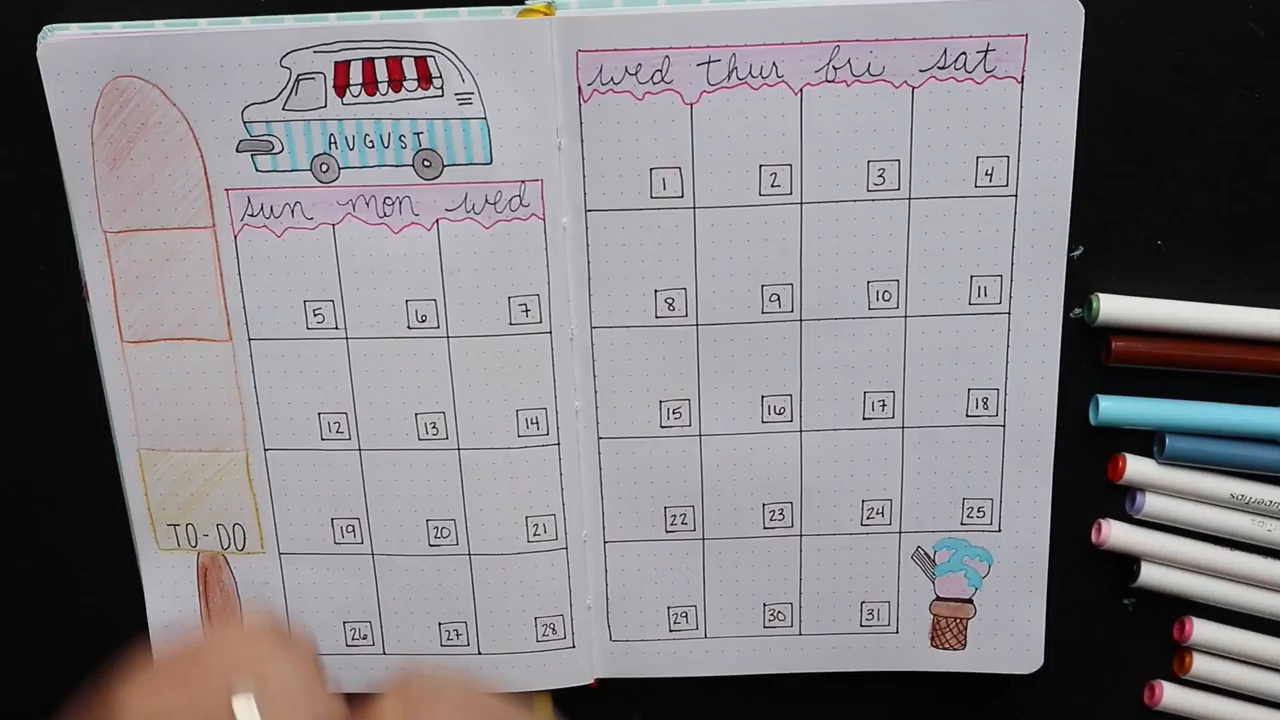 AUGUST
sun mon wed
5 6 7
12 13 14
19 20 21
26 27 28
TO-DO
wed thur fri sat
1 2 3 4
8 9 10 11
15 16 17 18
22 23 24 25
29 30 31
SuperTips
Tips